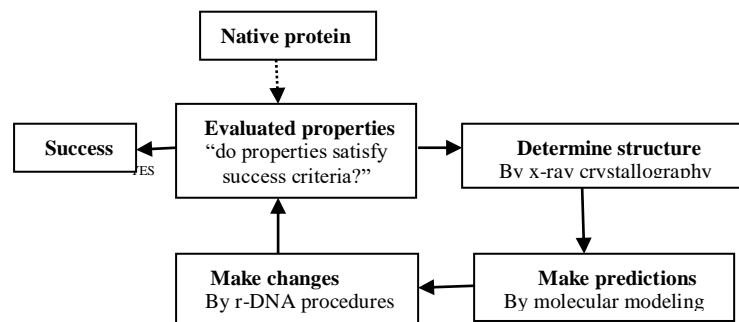 Native protein
Evaluated properties
“do properties satisfy
success criteria?”
Success
YES
Determine structure
By x-ray crystallography
Make changes
By r-DNA procedures
Make predictions
By molecular modeling